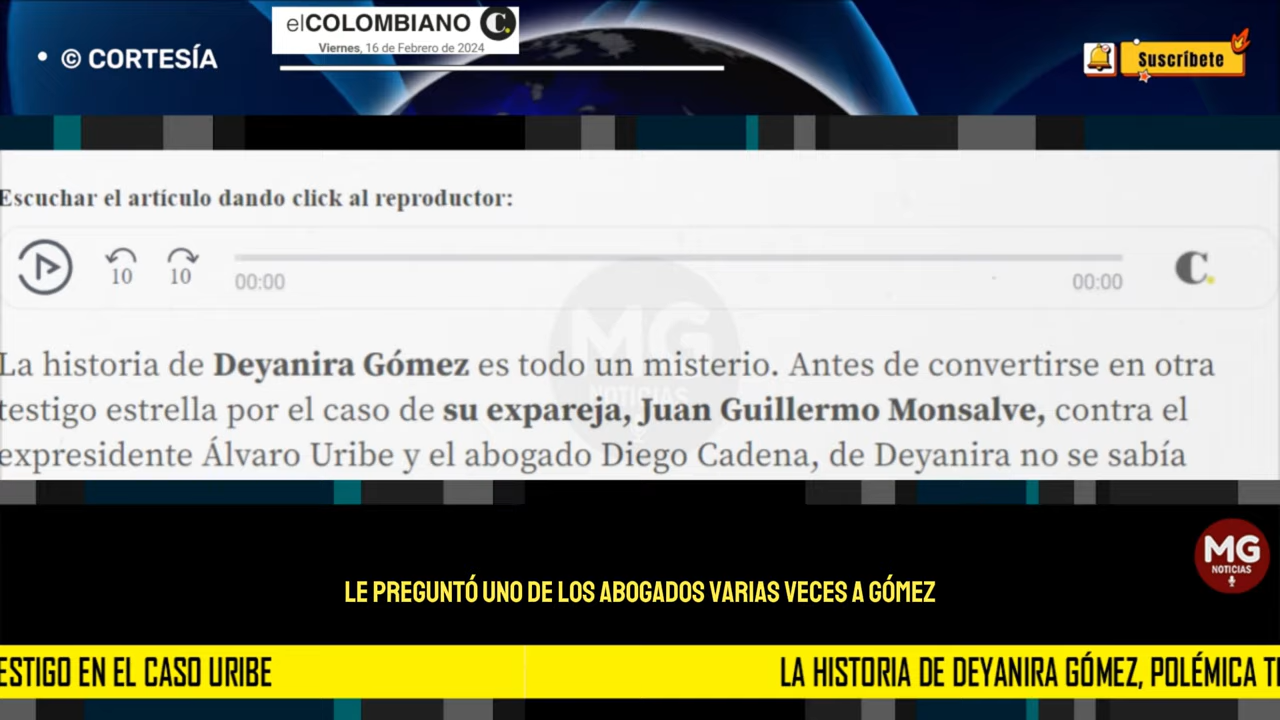 elCOLOMBIANO C.
Viernes, 16 de Febrero de 2024
• © CORTESÍA
Suscríbete
Escuchar el artículo dando click al reproductor:
10 10 00:00 00:00 C.
La historia de Deyanira Gómez es todo un misterio. Antes de convertirse en otra
testigo estrella por el caso de su expareja, Juan Guillermo Monsalve, contra el
expresidente Álvaro Uribe y el abogado Diego Cadena, de Deyanira no se sabía
MG
NOTICIAS
MG
NOTICIAS
LE PREGUNTÓ UNO DE LOS ABOGADOS VARIAS VECES A GÓMEZ
ESTIGO EN EL CASO URIBE LA HISTORIA DE DEYANIRA GÓMEZ, POLÉMICA TE